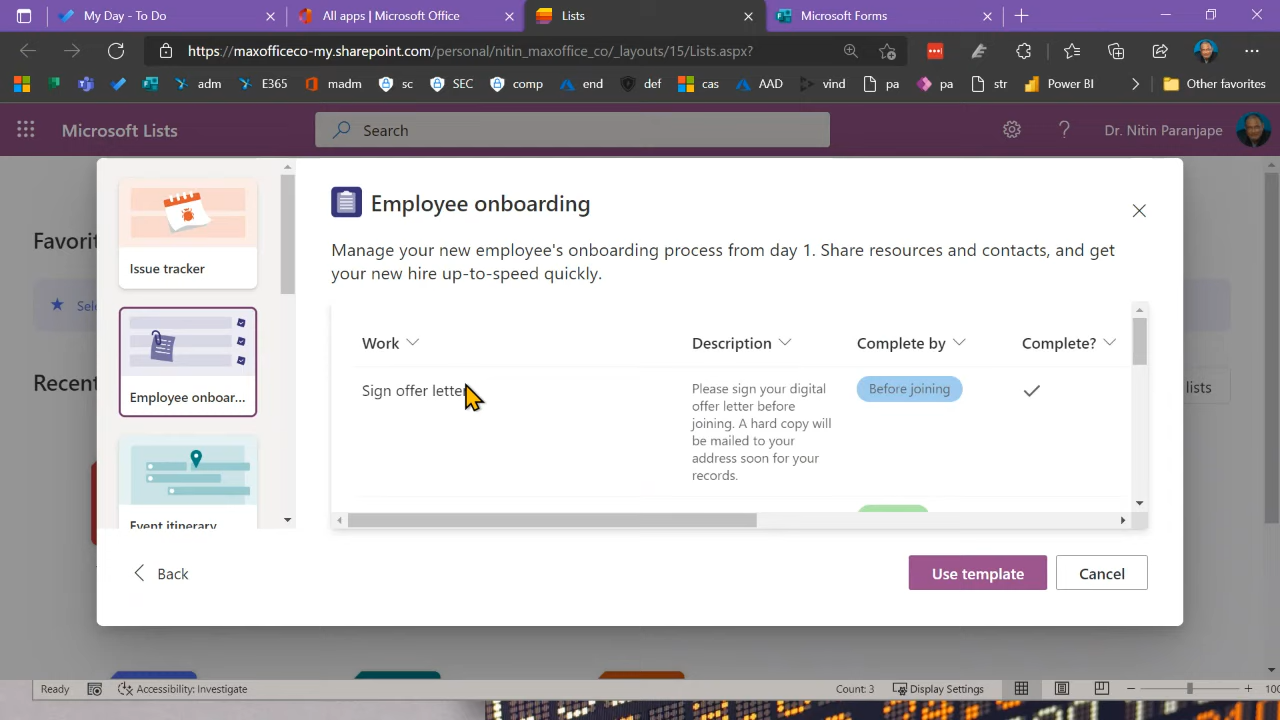 My Day - To Do
All apps | Microsoft Office
Lists
Microsoft Forms
https://maxofficeco-my.sharepoint.com/personal/nitin_maxoffice_co/_layouts/15/Lists.aspx?
adm
E365
madm
sc
SEC
comp
end
def
cas
AAD
vind
pa
pa
str
Power BI
Other favorites
Microsoft Lists
Search
Dr. Nitin Paranjape
Favorit
Sele
Recent
lists
Issue tracker
Employee onboar...
Event itinerary
Employee onboarding
Manage your new employee's onboarding process from day 1. Share resources and contacts, and get
your new hire up-to-speed quickly.
Work
Description
Complete by
Complete?
Sign offer letter
Please sign your digital
offer letter before
joining. A hard copy will
be mailed to your
address soon for your
records.
Before joining
Back
Use template
Cancel
Ready
Accessibility: Investigate
Count: 3
Display Settings
100